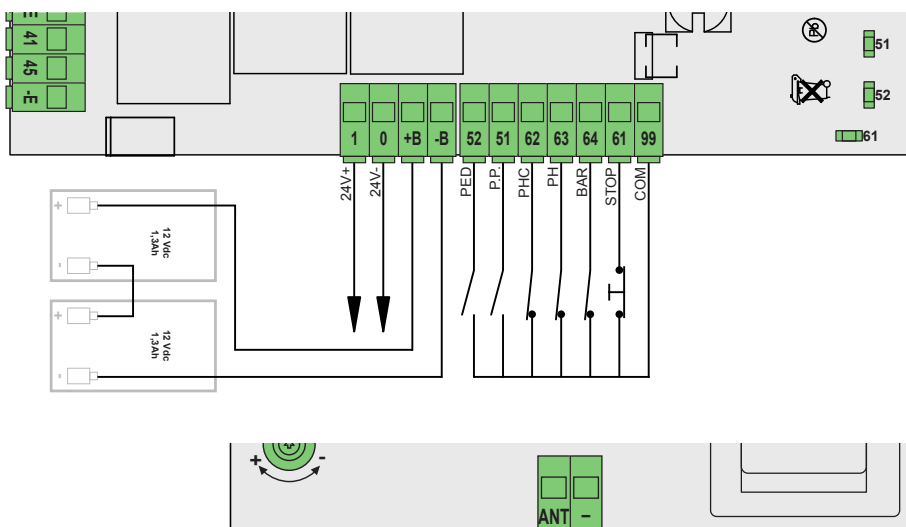 41
45
-E
Pb
51
52
61
1 0 +B -B 52 51 62 63 64 61 99
24V+
24V-
PED
P.P.
PHC
PH
BAR
STOP
COM
+
12 Vdc
1,3Ah
-
+
12 Vdc
1,3Ah
-
+ -
ANT –